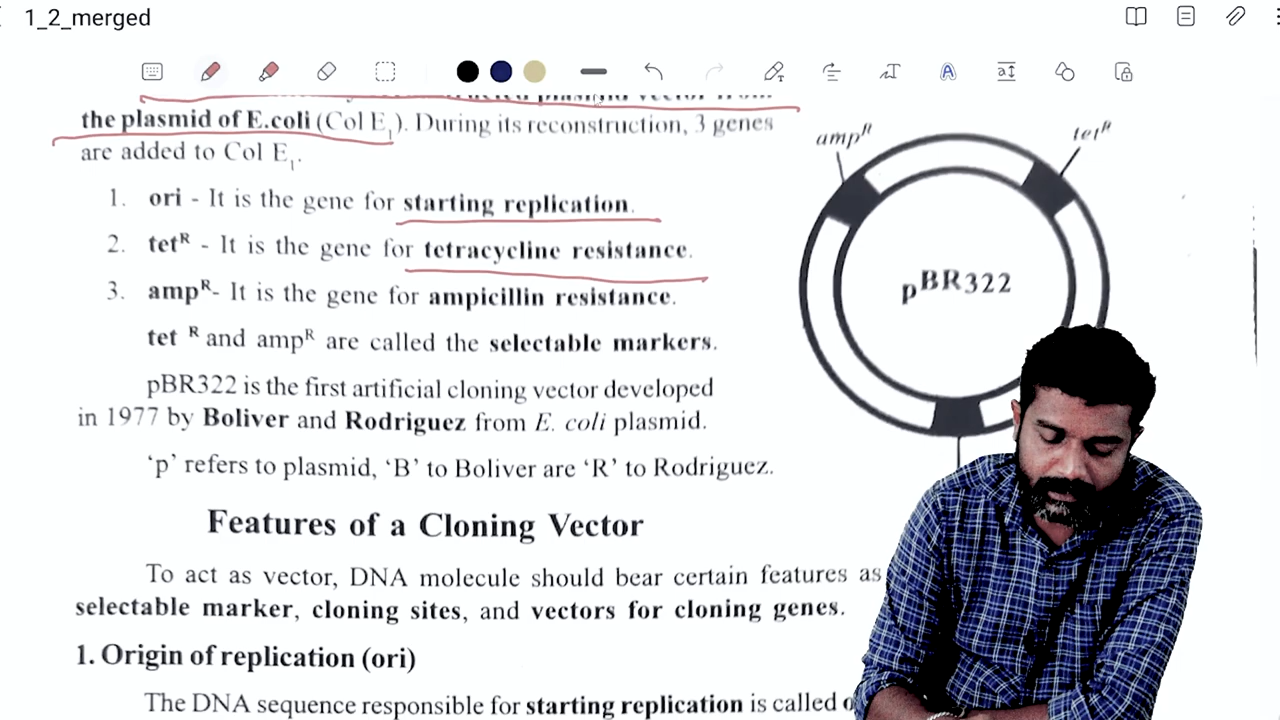 1_2_merged
the plasmid of E.coli (Col E1). During its reconstruction, 3 genes
are added to Col E1.
1. ori - It is the gene for starting replication.
2. tetR - It is the gene for tetracycline resistance.
3. ampR- It is the gene for ampicillin resistance.
tet R and ampR are called the selectable markers.
pBR322 is the first artificial cloning vector developed
in 1977 by Boliver and Rodriguez from E. coli plasmid.
'p' refers to plasmid, 'B' to Boliver are 'R' to Rodriguez.
ampR
tetR
pBR322
Features of a Cloning Vector
To act as vector, DNA molecule should bear certain features as
selectable marker, cloning sites, and vectors for cloning genes.
1. Origin of replication (ori)
The DNA sequence responsible for starting replication is called